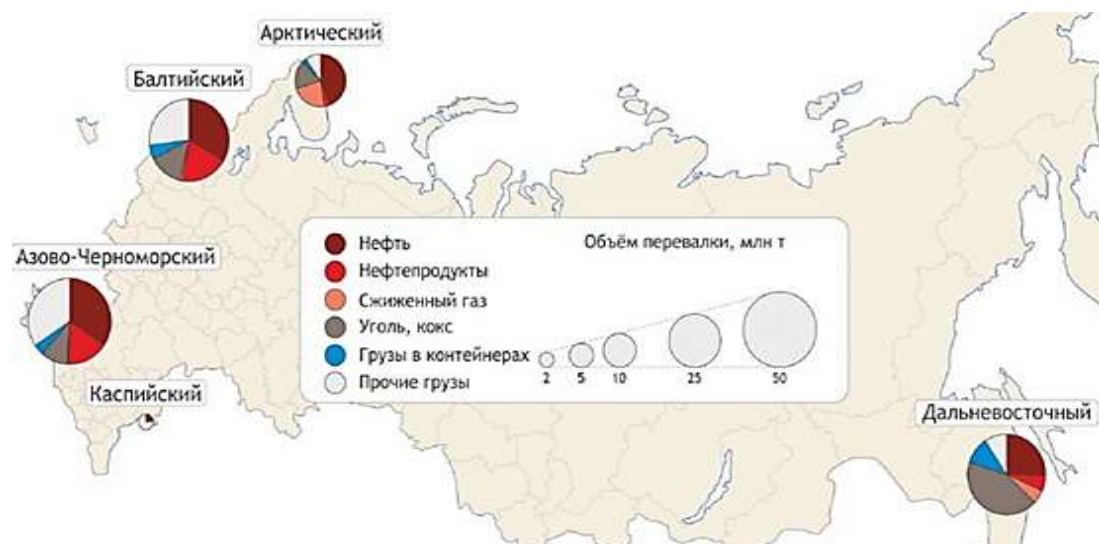 Арктический
Балтийский
Азово-Черноморский
Каспийский
Дальневосточный
Нефть
Нефтепродукты
Сжиженный газ
Уголь, кокс
Грузы в контейнерах
Прочие грузы
Объём перевалки, млн т
2 5 10 25 50